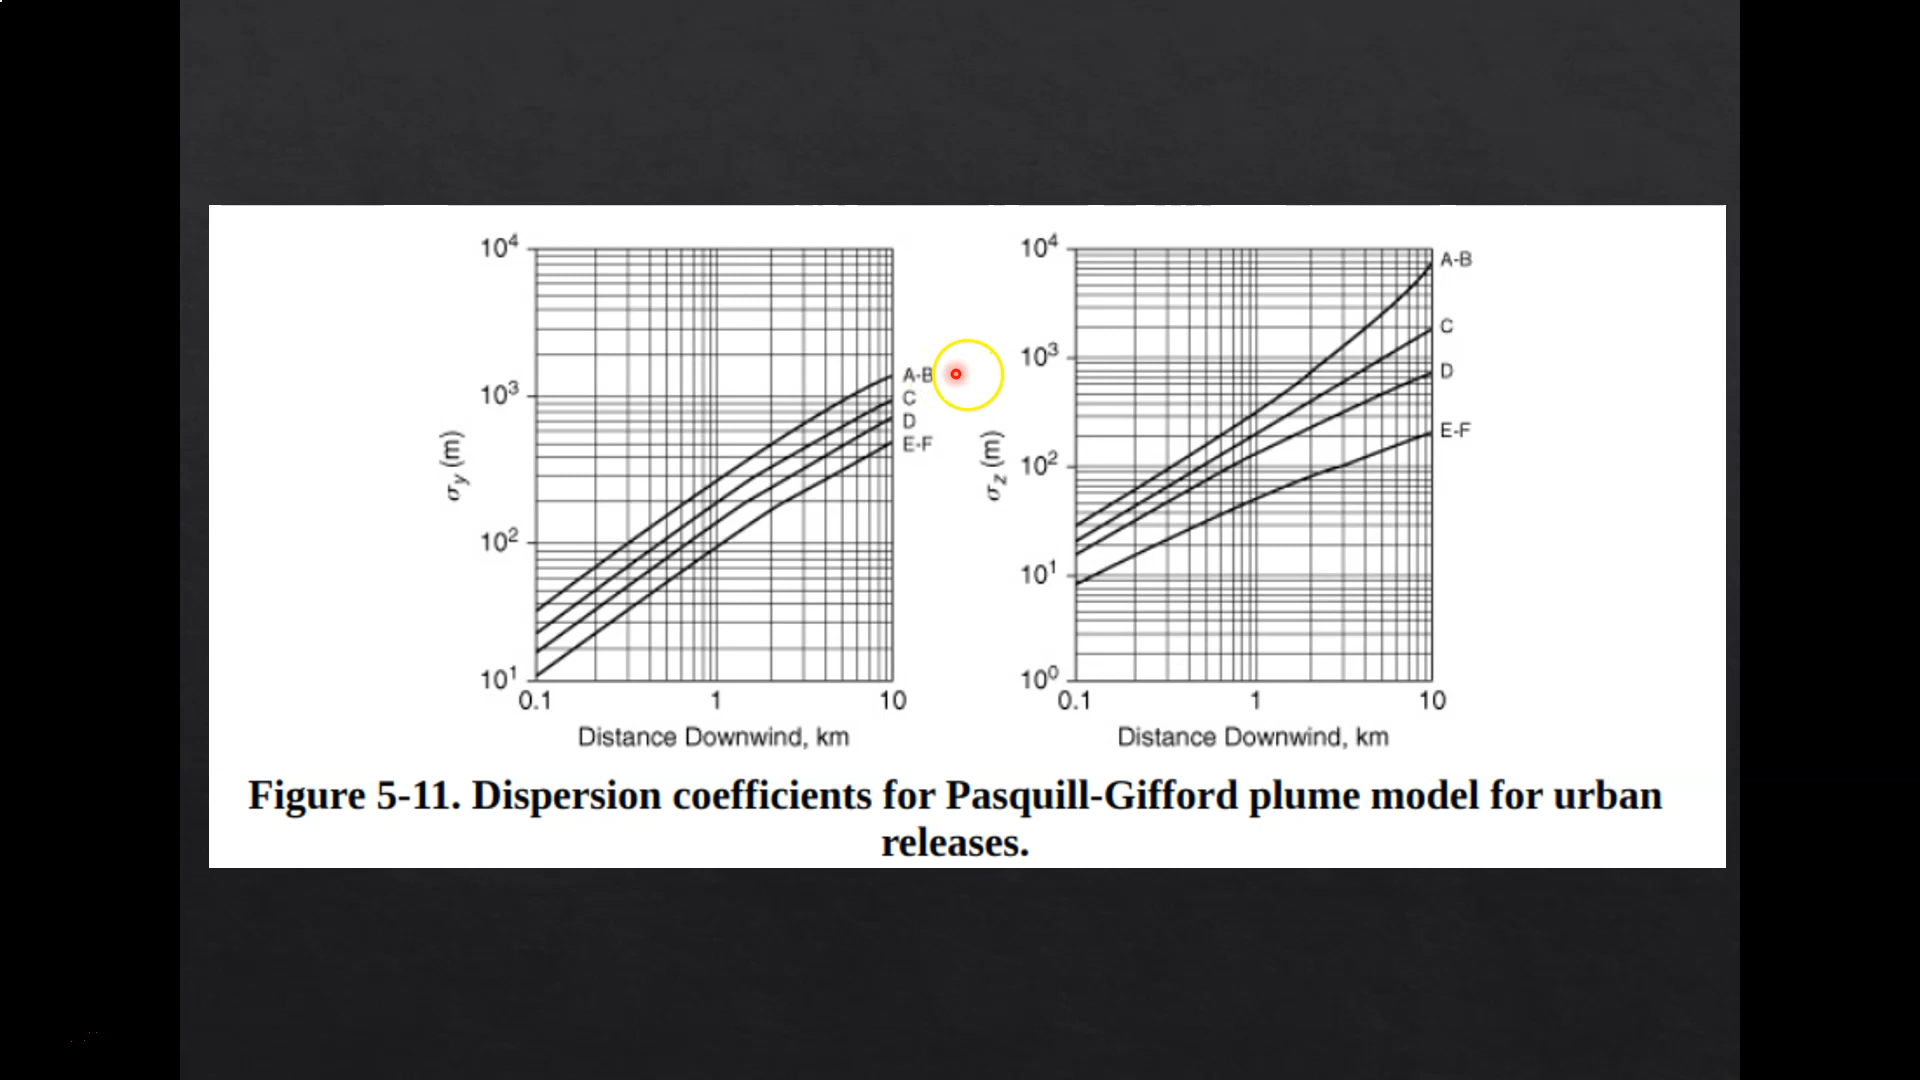 10⁴
10³
10²
10¹
σy (m)
0.1 1 10
Distance Downwind, km
A-B
C
D
E-F
10⁴
10³
10²
10¹
10⁰
σz (m)
0.1 1 10
Distance Downwind, km
A-B
C
D
E-F
Figure 5-11. Dispersion coefficients for Pasquill-Gifford plume model for urban
releases.